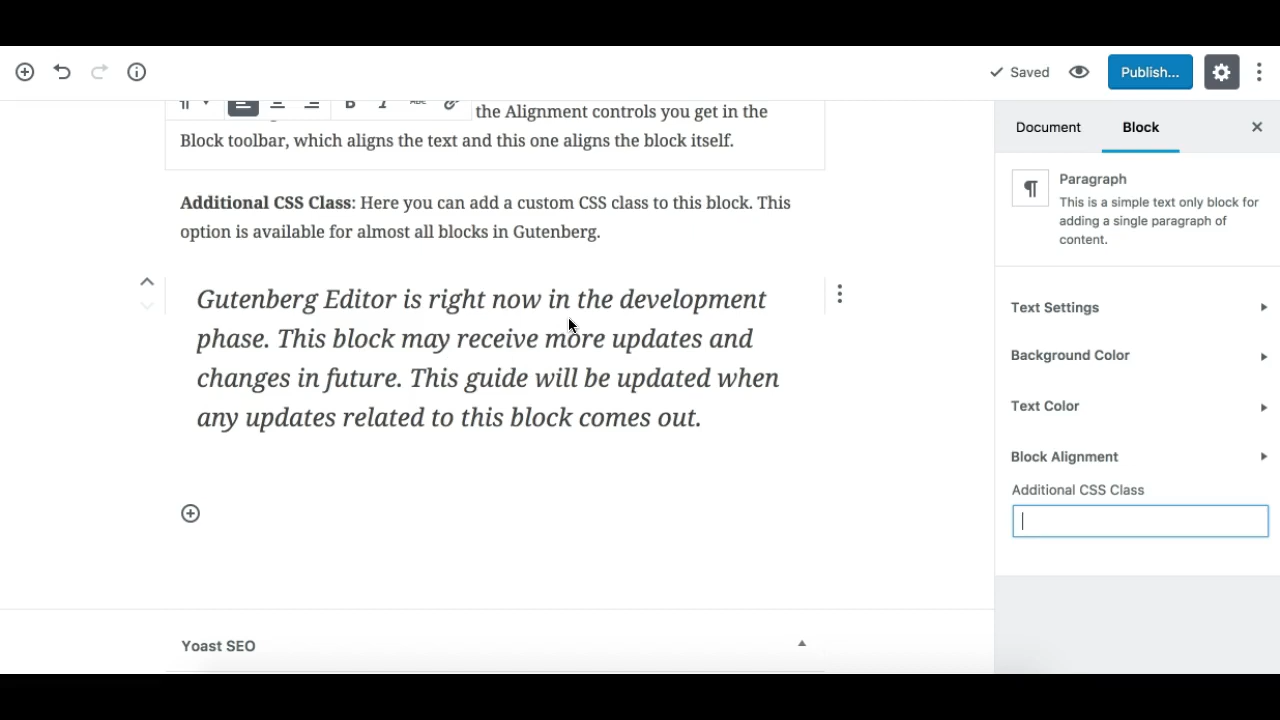 Saved
Publish...
the Alignment controls you get in the
Block toolbar, which aligns the text and this one aligns the block itself.
Additional CSS Class: Here you can add a custom CSS class to this block. This
option is available for almost all blocks in Gutenberg.
Gutenberg Editor is right now in the development
phase. This block may receive more updates and
changes in future. This guide will be updated when
any updates related to this block comes out.
Yoast SEO
Document
Block
Paragraph
This is a simple text only block for
adding a single paragraph of
content.
Text Settings
Background Color
Text Color
Block Alignment
Additional CSS Class